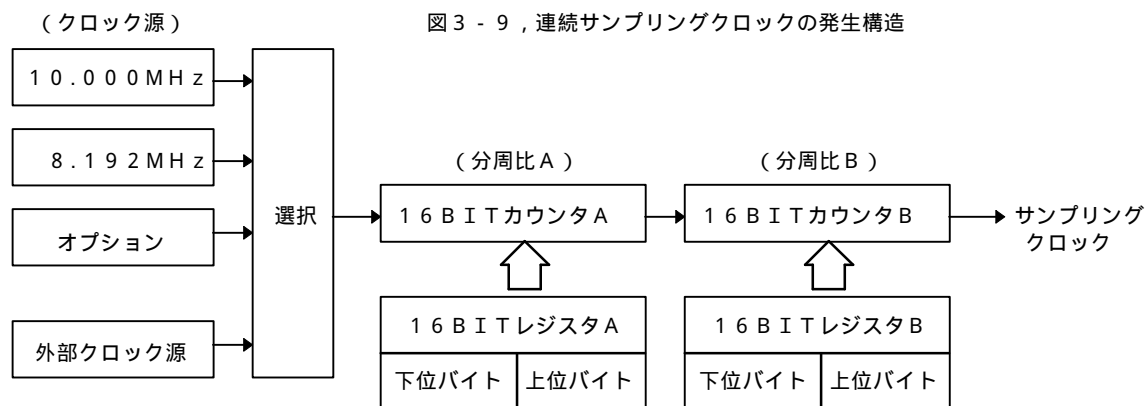 (クロック源)
図3-9,連続サンプリングクロックの発生構造
10.000MHz
8.192MHz
オプション
外部クロック源
選択
(分周比A)
16BITカウンタA
16BITレジスタA
下位バイト 上位バイト
(分周比B)
16BITカウンタB
16BITレジスタB
下位バイト 上位バイト
サンプリング
クロック